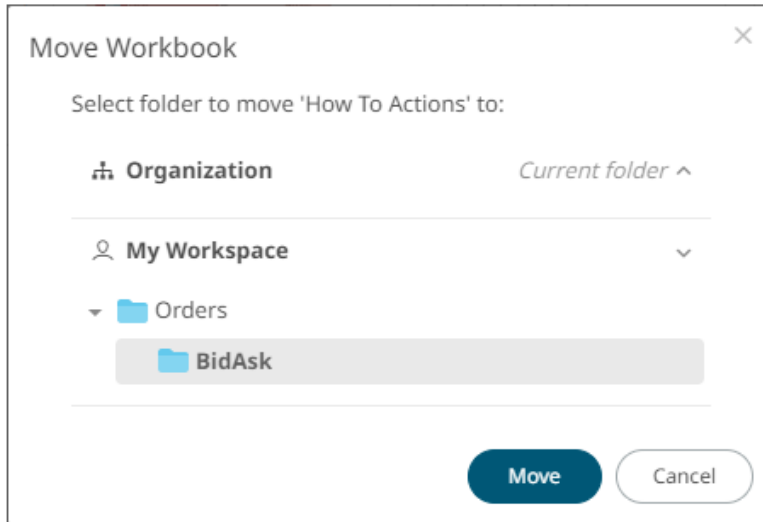 Move Workbook
Select folder to move 'How To Actions' to:
Organization Current folder
My Workspace
Orders
BidAsk
Move Cancel